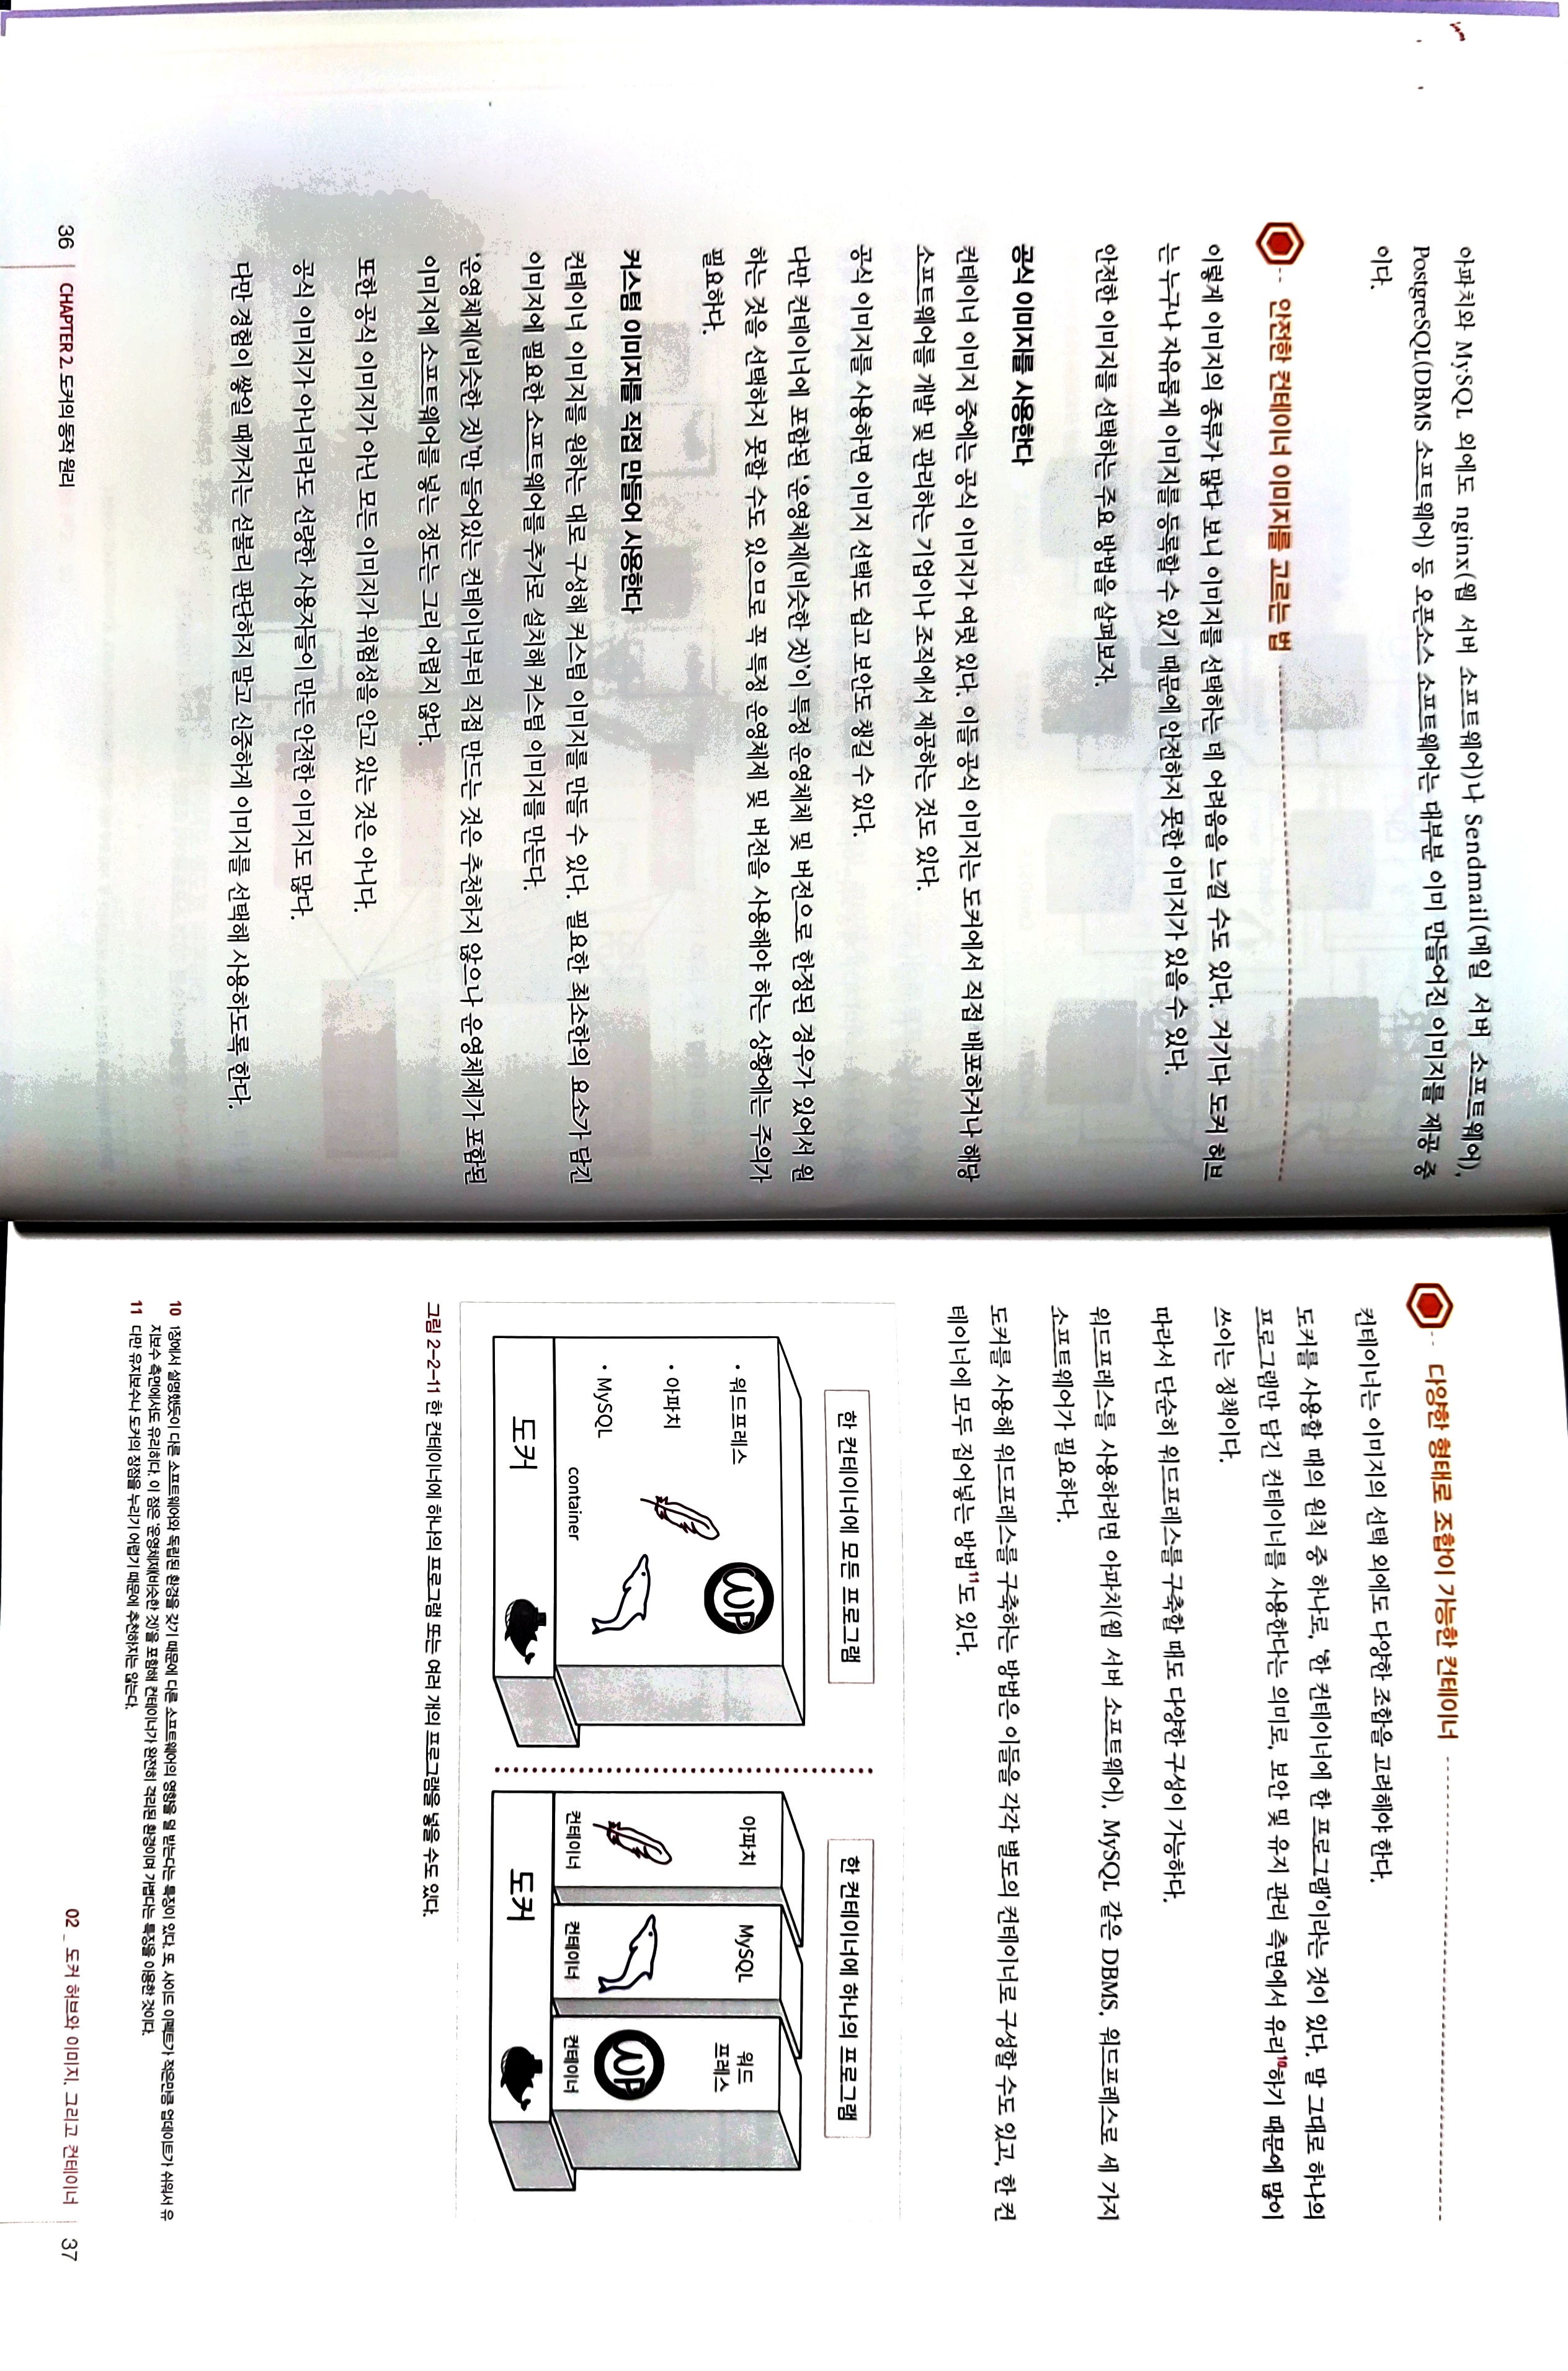 아파치와 MySQL 외에도 nginx(웹 서버 소프트웨어)나 Sendmail(메일 서버 소프트웨어),
PostgreSQL(DBMS 소프트웨어) 등 오픈소스 소프트웨어는 대부분 이미 만들어진 이미지를 제공 중
이다.
안전한 컨테이너 이미지를 고르는 법
이렇게 이미지의 종류가 많다 보니 이미지를 선택하는 데 어려움을 느낄 수도 있다. 거기다 도커 허브
는 누구나 자유롭게 이미지를 등록할 수 있기 때문에 안전하지 못한 이미지가 있을 수 있다.
안전한 이미지를 선택하는 주요 방법을 살펴보자.
공식 이미지를 사용한다
컨테이너 이미지 중에는 공식 이미지가 여럿 있다. 이들 공식 이미지는 도커에서 직접 배포하거나 해당
소프트웨어를 개발 및 관리하는 기업이나 조직에서 제공하는 것도 있다.
공식 이미지를 사용하면 이미지 선택도 쉽고 보안도 챙길 수 있다.
다만 컨테이너에 포함된 '운영체제(비슷한 것)'이 특정 운영체체 및 버전으로 한정된 경우가 있어서 원
하는 것을 선택하지 못할 수도 있으므로 꼭 특정 운영체제 및 버전을 사용해야 하는 상황에는 주의가
필요하다.
커스텀 이미지를 직접 만들어 사용한다
컨테이너 이미지를 원하는 대로 구성해 커스텀 이미지를 만들 수 있다. 필요한 최소한의 요소가 담긴
이미지에 필요한 소프트웨어를 추가로 설치해 커스텀 이미지를 만든다.
'운영체제(비슷한 것)'만 들어있는 컨테이너부터 직접 만드는 것은 추천하지 않으나 운영체제가 포함된
이미지에 소프트웨어를 넣는 정도는 그리 어렵지 않다.
또한 공식 이미지가 아닌 모든 이미지가 위험성을 안고 있는 것은 아니다.
공식 이미지가 아니더라도 선량한 사용자들이 만든 안전한 이미지도 많다.
다만 경험이 쌓일 때까지는 섣불리 판단하지 말고 신중하게 이미지를 선택해 사용하도록 한다.
36 CHAPTER 2. 도커의 동작 원리
다양한 형태로 조합이 가능한 컨테이너
컨테이너는 이미지의 선택 외에도 다양한 조합을 고려해야 한다.
도커를 사용할 때의 원칙 중 하나로, '한 컨테이너에 한 프로그램'이라는 것이 있다. 말 그대로 하나의
프로그램만 담긴 컨테이너를 사용한다는 의미로, 보안 및 유지 관리 측면에서 유리10하기 때문에 많이
쓰이는 정책이다.
따라서 단순히 워드프레스를 구축할 때도 다양한 구성이 가능하다.
워드프레스를 사용하려면 아파치(웹 서버 소프트웨어), MySQL 같은 DBMS, 워드프레스로 세 가지
소프트웨어가 필요하다.
도커를 사용해 워드프레스를 구축하는 방법은 이들을 각각 별도의 컨테이너로 구성할 수도 있고, 한 컨
테이너에 모두 집어넣는 방법11도 있다.
한 컨테이너에 모든 프로그램
· 워드프레스
WP
· 아파치
· MySQL
container
도커
한 컨테이너에 하나의 프로그램
아파치
컨테이너
MySQL
컨테이너
워드
프레스
WP
컨테이너
도커
그림 2-2-11 한 컨테이너에 하나의 프로그램 또는 여러 개의 프로그램을 넣을 수도 있다.
10 1장에서 설명했듯이 다른 소프트웨어와 독립된 환경을 갖기 때문에 다른 소프트웨어의 영향을 덜 받는다는 특징이 있다. 또, 사이드 이펙트가 적은만큼 업데이트가 쉬워서 유
지보수 측면에서도 유리하다. 이 점은 '운영체제(비슷한 것)'을 포함해 컨테이너가 완전히 격리된 환경이며 가볍다는 특징을 이용한 것이다.
11 다만 유지보수나 도커의 장점을 누리기 어렵기 때문에 추천하지는 않는다.
02 _ 도커 허브와 이미지, 그리고 컨테이너 37